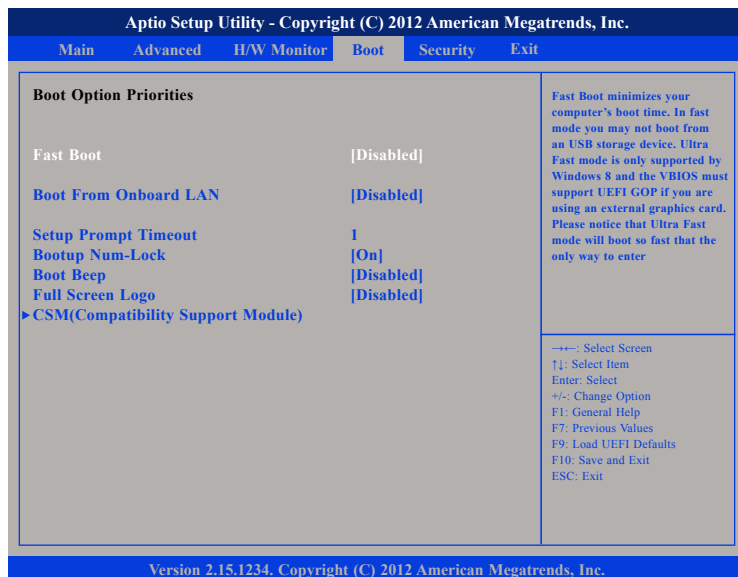 Aptio Setup Utility - Copyright (C) 2012 American Megatrends, Inc.
Main Advanced H/W Monitor Boot Security Exit
Boot Option Priorities
Fast Boot [Disabled]
Boot From Onboard LAN [Disabled]
Setup Prompt Timeout 1
Bootup Num-Lock [On]
Boot Beep [Disabled]
Full Screen Logo [Disabled]
▶CSM(Compatibility Support Module)
Fast Boot minimizes your
computer's boot time. In fast
mode you may not boot from
an USB storage device. Ultra
Fast mode is only supported by
Windows 8 and the VBIOS must
support UEFI GOP if you are
using an external graphics card.
Please notice that Ultra Fast
mode will boot so fast that the
only way to enter
→←: Select Screen
↑↓: Select Item
Enter: Select
+/-: Change Option
F1: General Help
F7: Previous Values
F9: Load UEFI Defaults
F10: Save and Exit
ESC: Exit
Version 2.15.1234. Copyright (C) 2012 American Megatrends, Inc.